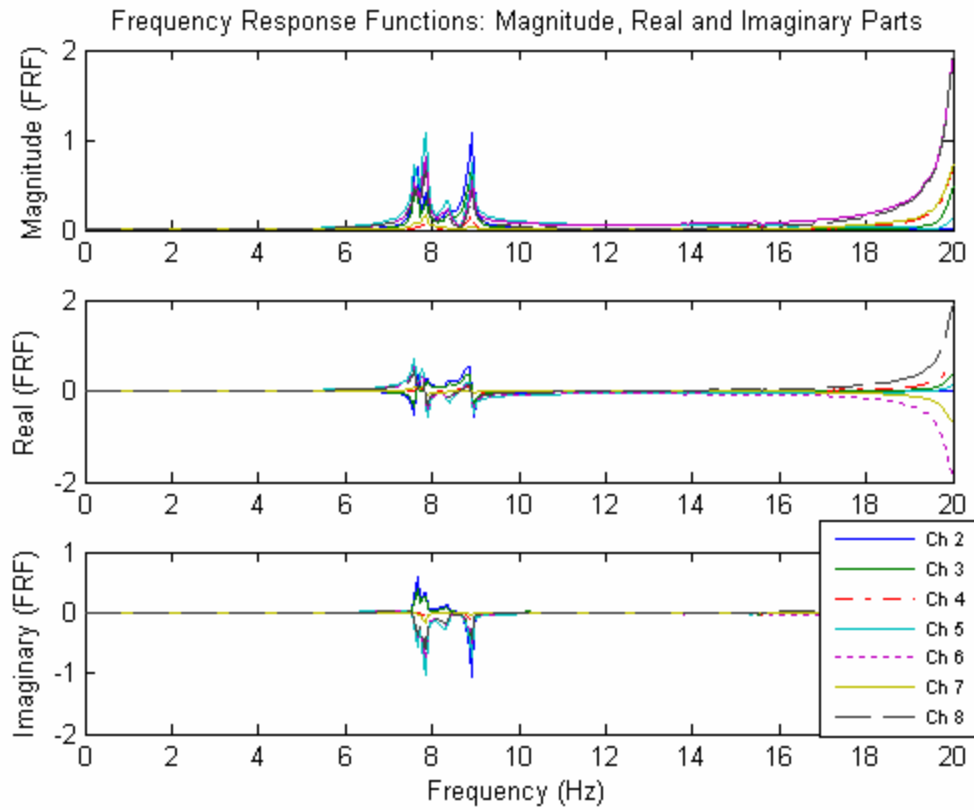 Frequency Response Functions: Magnitude, Real and Imaginary Parts
Magnitude (FRF)
2
1
0
0 2 4 6 8 10 12 14 16 18 20
Real (FRF)
2
0
-2
0 2 4 6 8 10 12 14 16 18 20
Imaginary (FRF)
1
0
-1
-2
0 2 4 6 8 10 12 14 16 18 20
Frequency (Hz)
Ch 2
Ch 3
Ch 4
Ch 5
Ch 6
Ch 7
Ch 8